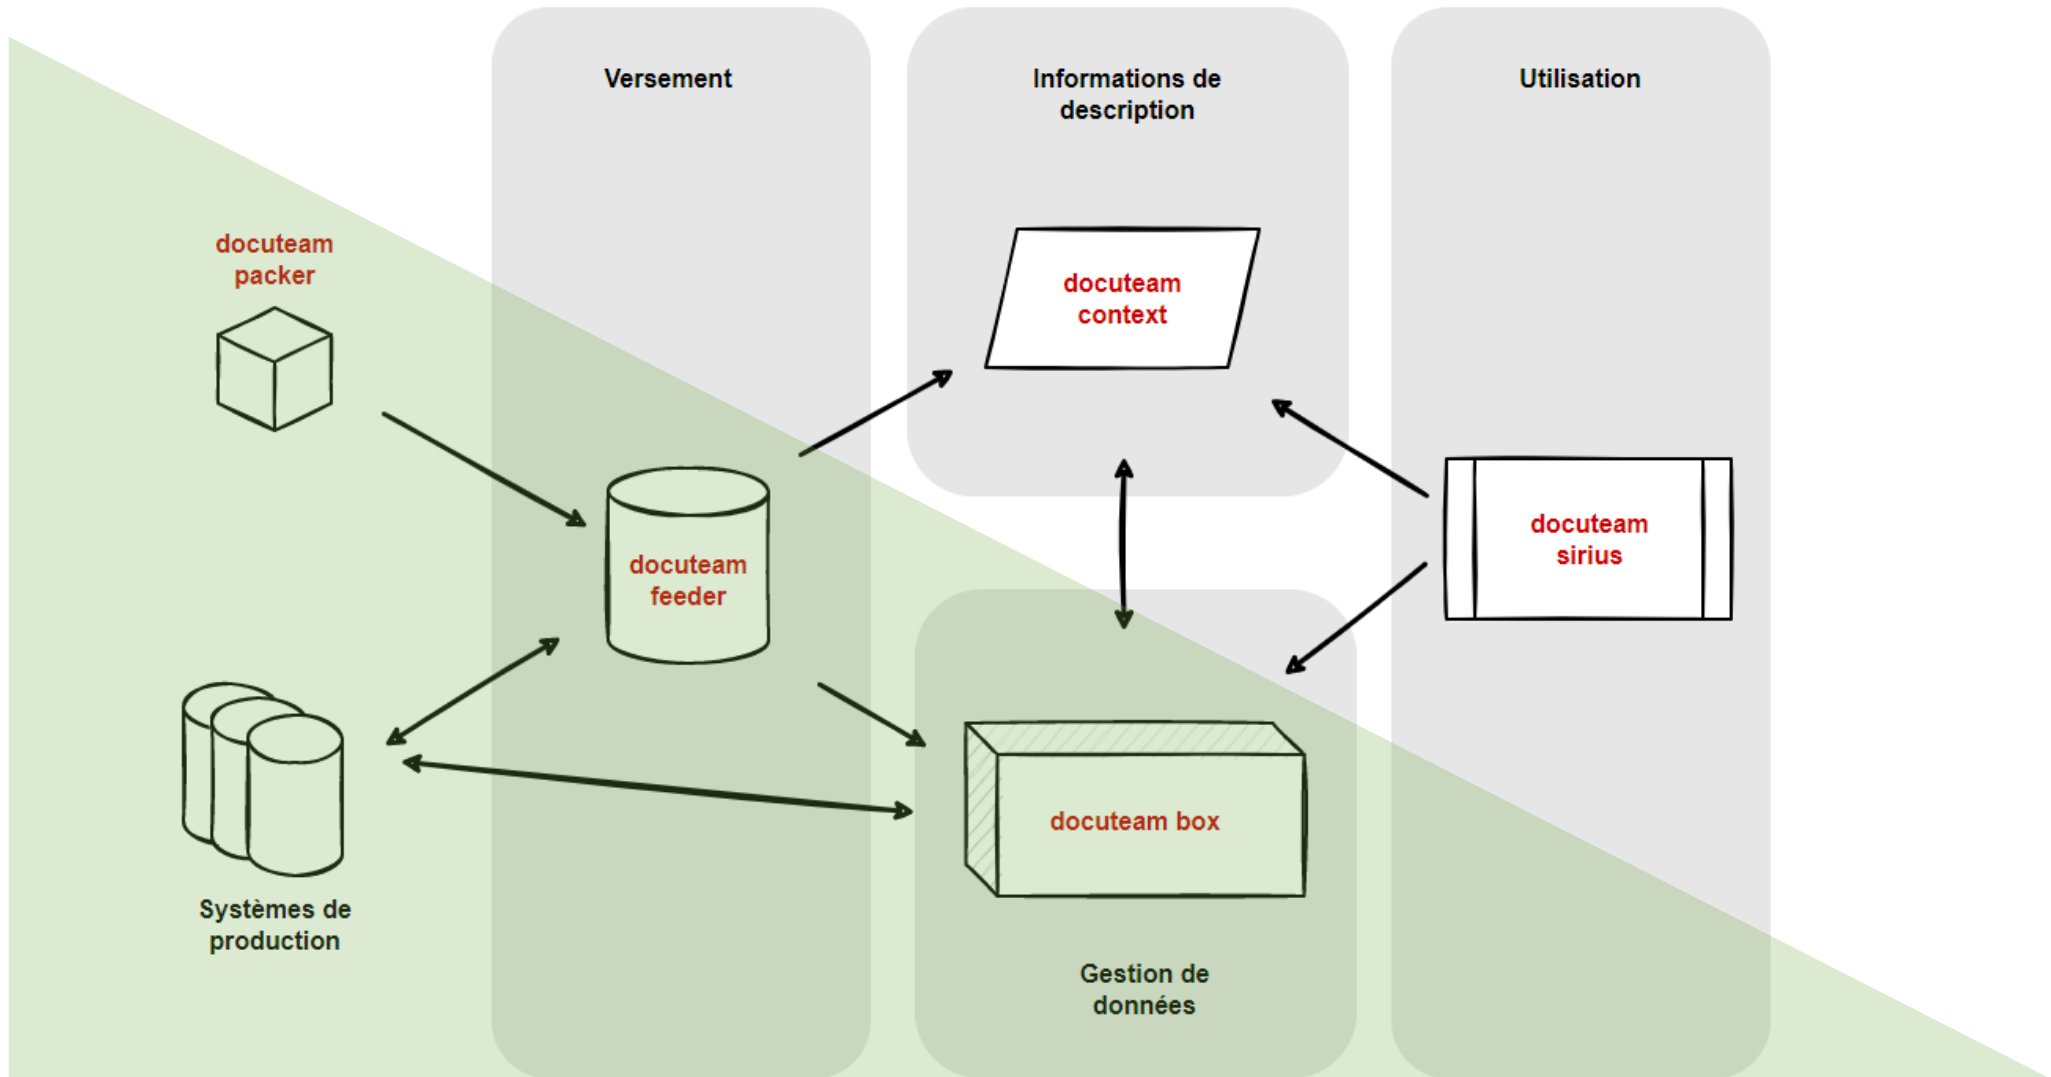 Versement
Informations de
description
Utilisation
docuteam
packer
docuteam
context
docuteam
feeder
docuteam
sirius
docuteam box
Systèmes de
production
Gestion de
données